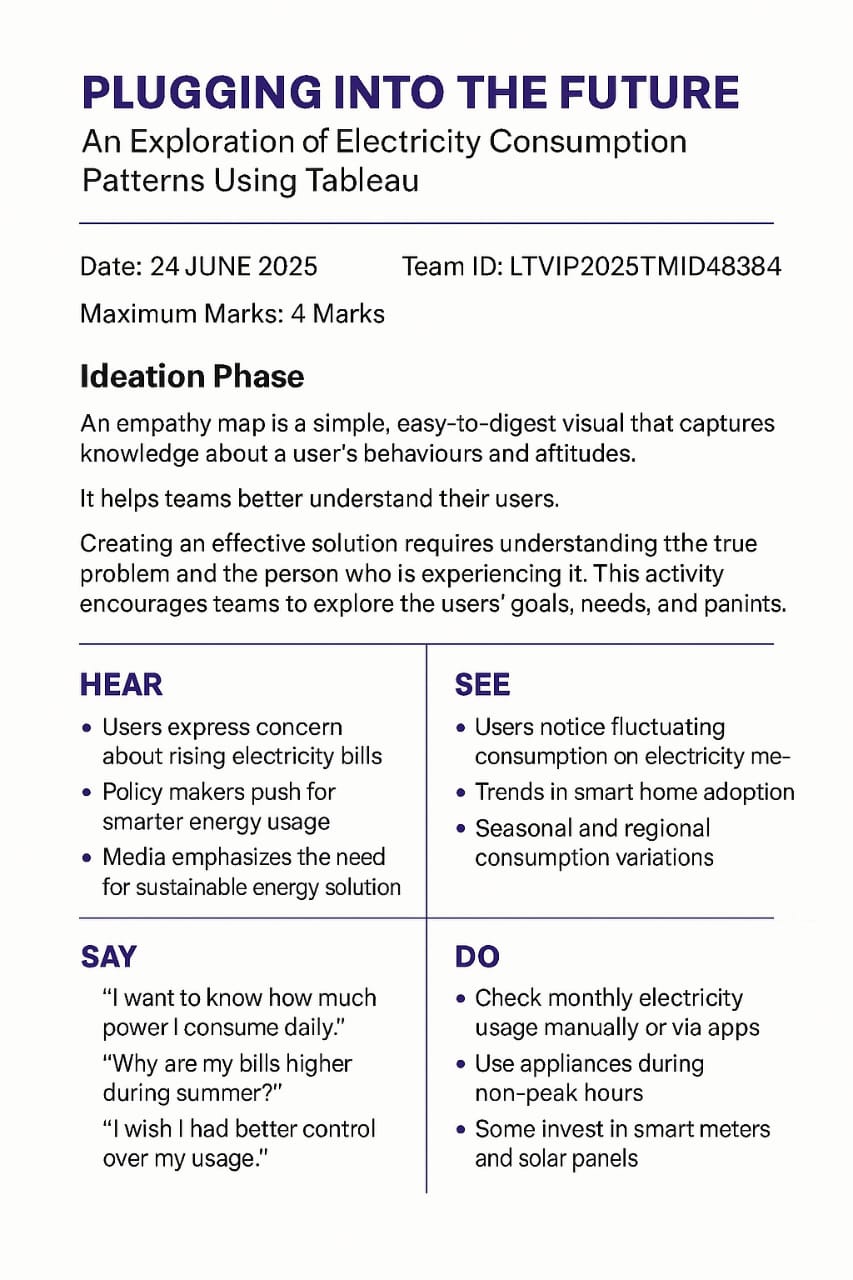 PLUGGING INTO THE FUTURE
An Exploration of Electricity Consumption
Patterns Using Tableau
Date: 24 JUNE 2025 Team ID: LTVIP2025TMID48384
Maximum Marks: 4 Marks
Ideation Phase
An empathy map is a simple, easy-to-digest visual that captures
knowledge about a user's behaviours and aftitudes.
It helps teams better understand their users.
Creating an effective solution requires understanding tthe true
problem and the person who is experiencing it. This activity
encourages teams to explore the users' goals, needs, and panints.
HEAR
• Users express concern
about rising electricity bills
• Policy makers push for
smarter energy usage
• Media emphasizes the need
for sustainable energy solution
SEE
• Users notice fluctuating
consumption on electricity me-
• Trends in smart home adoption
• Seasonal and regional
consumption variations
SAY
“I want to know how much
power I consume daily.”
“Why are my bills higher
during summer?”
“I wish I had better control
over my usage.”
DO
• Check monthly electricity
usage manually or via apps
• Use appliances during
non-peak hours
• Some invest in smart meters
and solar panels